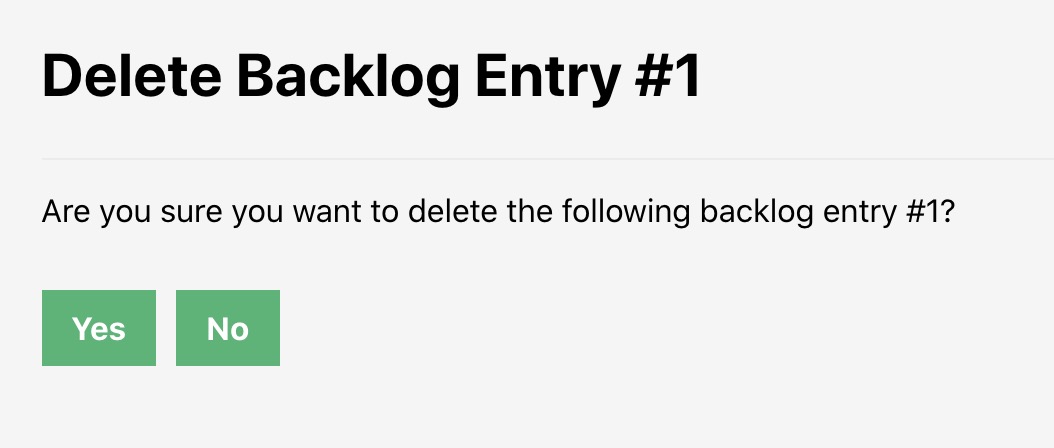 Delete Backlog Entry #1
Are you sure you want to delete the following backlog entry #1?
Yes No